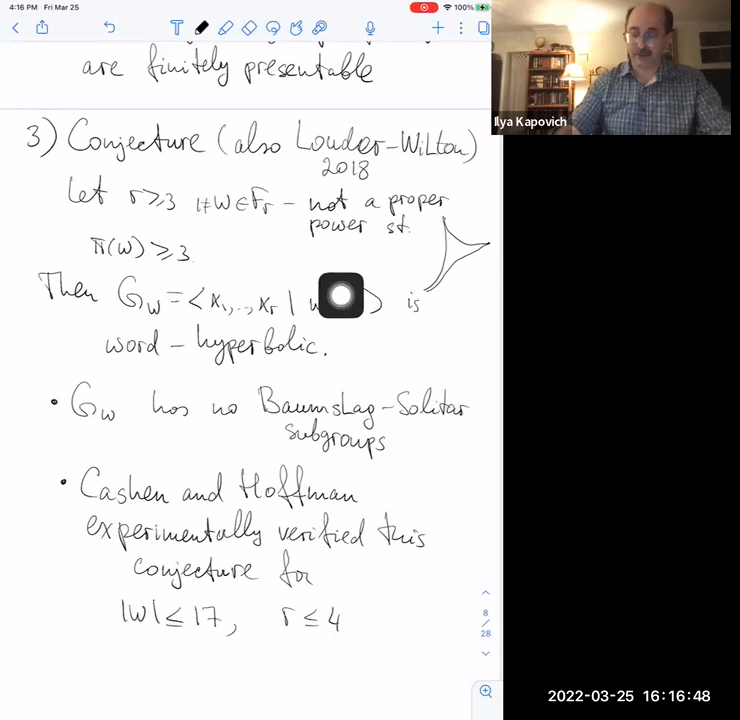 4:16 PM Fri Mar 25
100%
are finitely presentable
Ilya Kapovich
3) Conjecture (also Louder-Wilton)
2018
Let r≥3 1≠w∈Fr - not a proper
power st.
π(w) ≥ 3
Then Gw = <x1,..,xr | w > is
word-hyperbolic.
• Gw has no Baumslag-Solitar
subgroups
• Cashen and Hoffman
experimentally verified this
conjecture for
|w| ≤ 17, r ≤ 4
8
/
28
2022-03-25 16:16:48